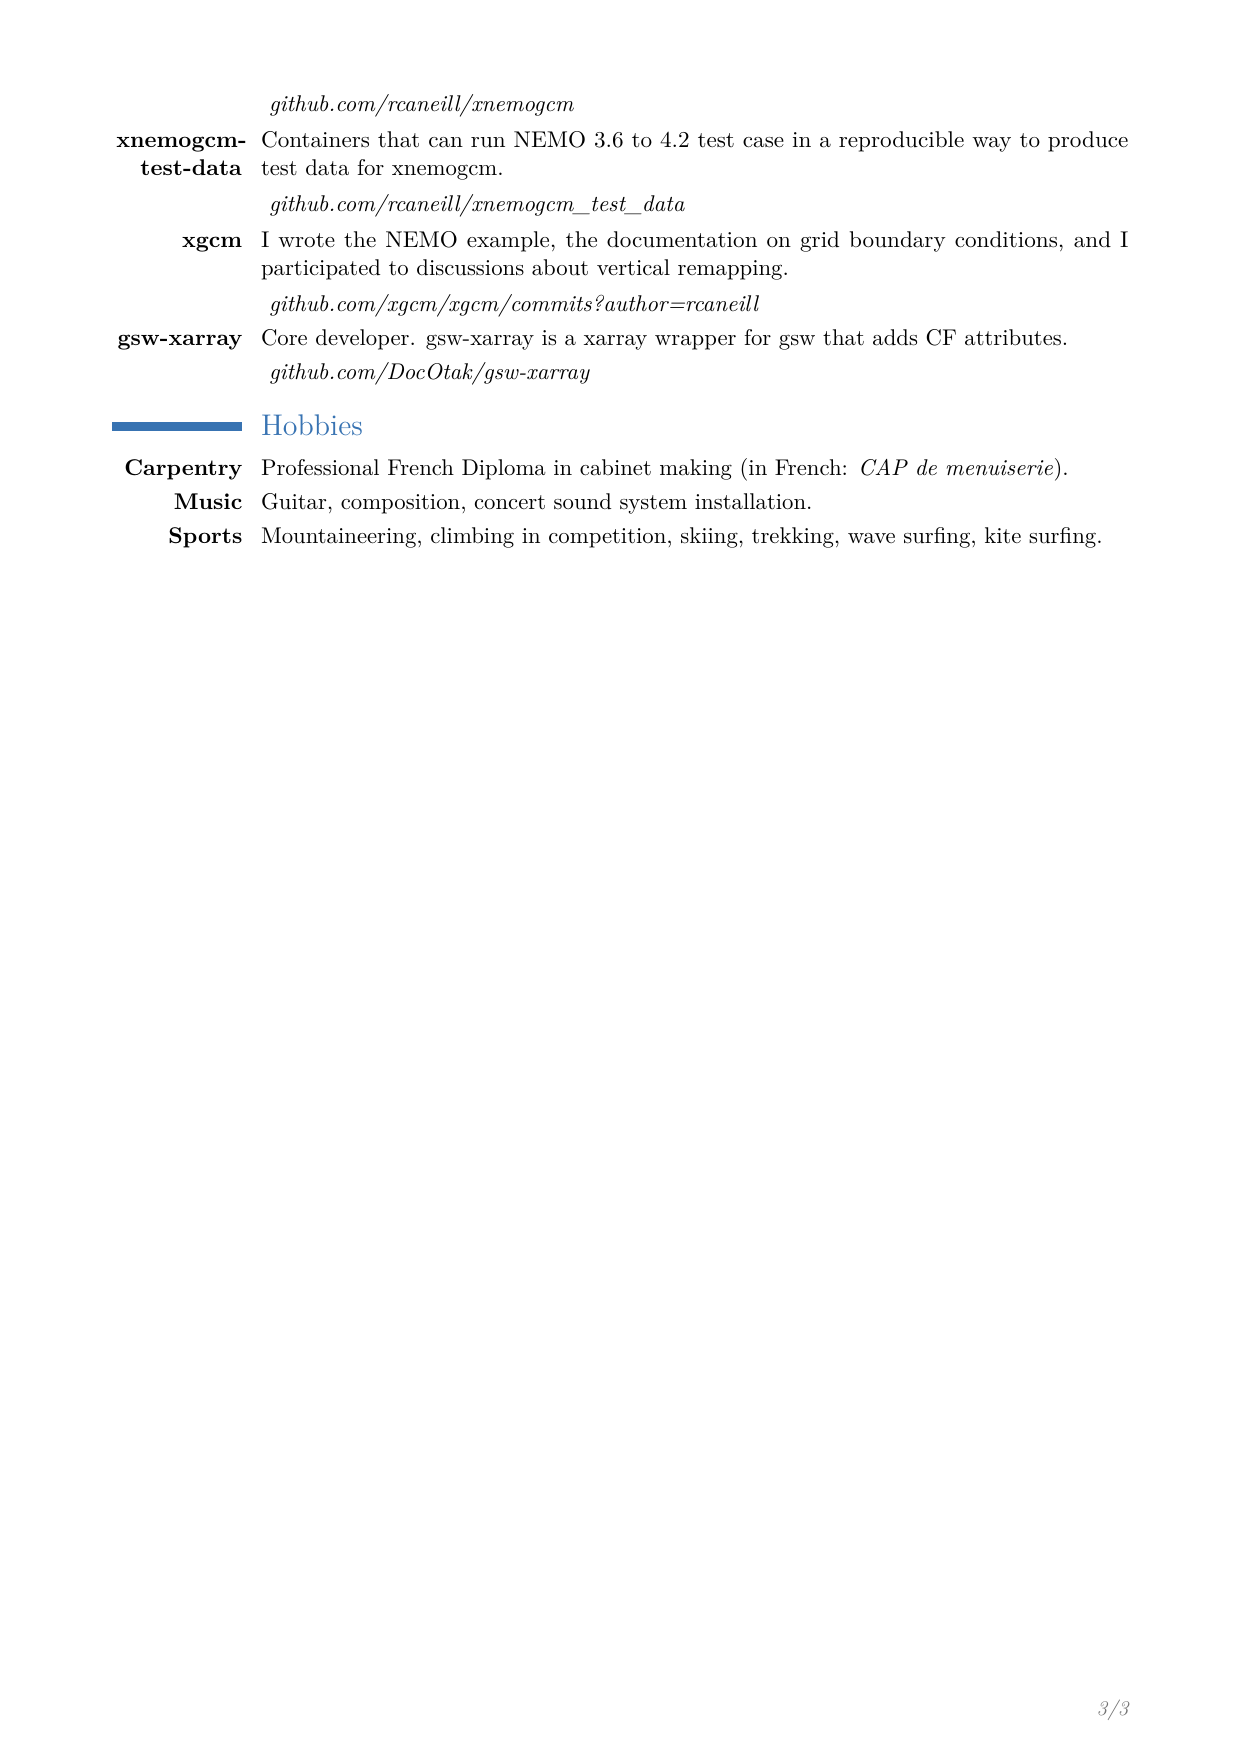 github.com/rcaneill/xnemogcm
xnemogcm- Containers that can run NEMO 3.6 to 4.2 test case in a reproducible way to produce
test-data test data for xnemogcm.
github.com/rcaneill/xnemogcm_test_data
xgcm I wrote the NEMO example, the documentation on grid boundary conditions, and I
participated to discussions about vertical remapping.
github.com/xgcm/xgcm/commits?author=rcaneill
gsw-xarray Core developer. gsw-xarray is a xarray wrapper for gsw that adds CF attributes.
github.com/DocOtak/gsw-xarray
Hobbies
Carpentry Professional French Diploma in cabinet making (in French: CAP de menuiserie).
Music Guitar, composition, concert sound system installation.
Sports Mountaineering, climbing in competition, skiing, trekking, wave surfing, kite surfing.
3/3